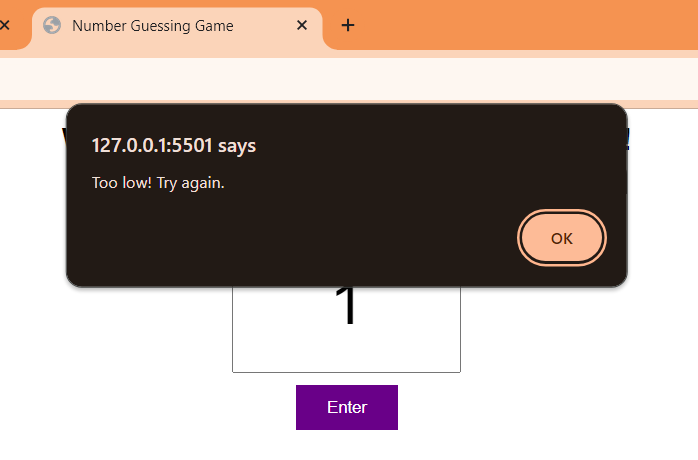 Number Guessing Game
127.0.0.1:5501 says
Too low! Try again.
OK
1
Enter